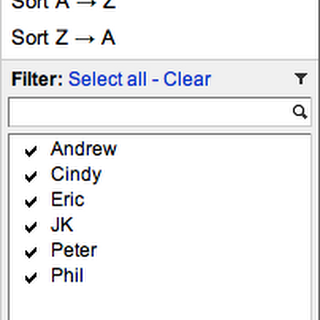 Sort A → Z
Sort Z → A
Filter: Select all - Clear
Andrew
Cindy
Eric
JK
Peter
Phil